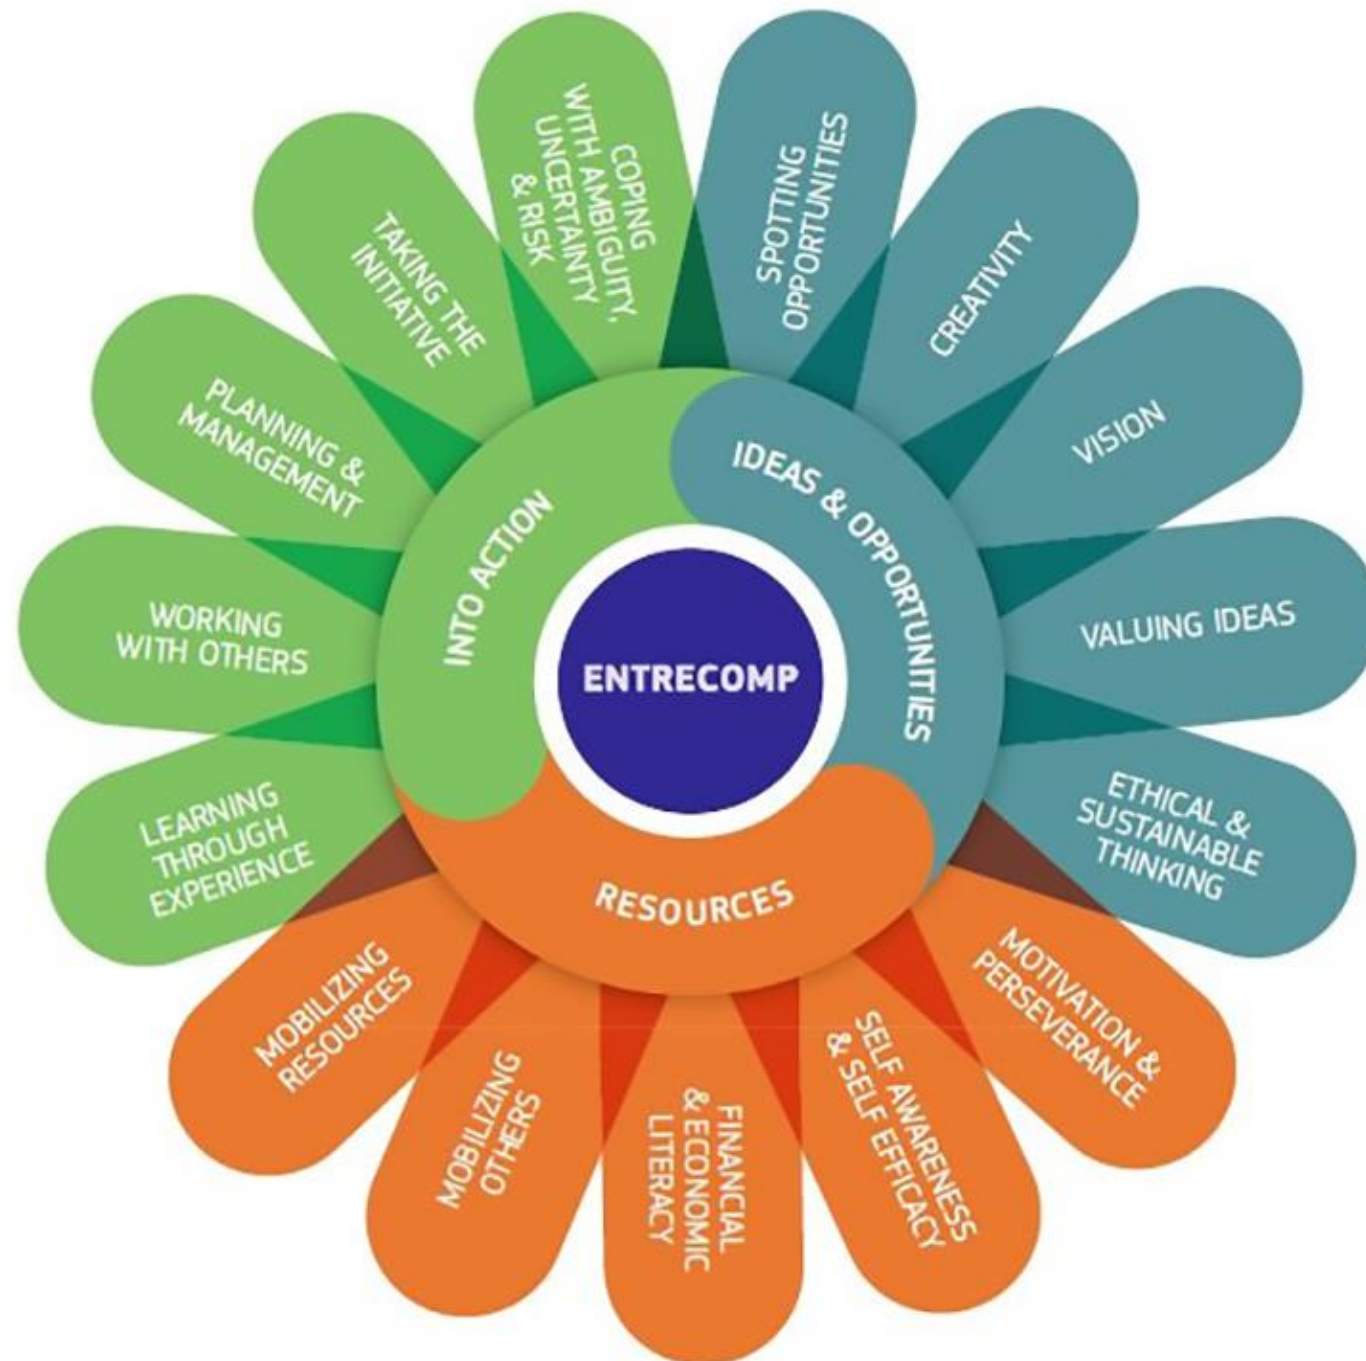 ENTRECOMP
IDEAS & OPPORTUNITIES
SPOTTING
OPPORTUNITIES
CREATIVITY
VISION
VALUING IDEAS
ETHICAL &
SUSTAINABLE
THINKING
RESOURCES
MOTIVATION &
PERSEVERANCE
SELF AWARENESS
& SELF EFFICACY
FINANCIAL
& ECONOMIC
LITERACY
MOBILIZING
OTHERS
MOBILIZING
RESOURCES
INTO ACTION
LEARNING
THROUGH
EXPERIENCE
WORKING
WITH OTHERS
PLANNING &
MANAGEMENT
TAKING THE
INITIATIVE
COPING
WITH AMBIGUITY,
UNCERTAINTY
& RISK